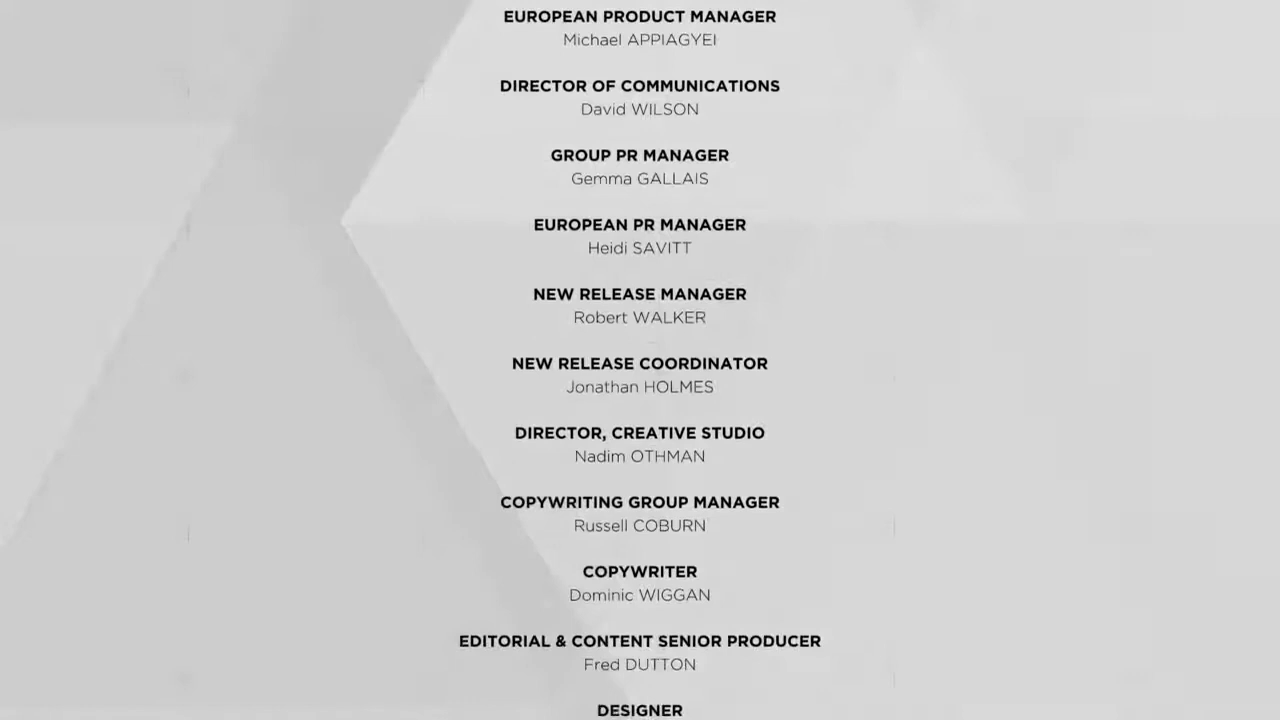 EUROPEAN PRODUCT MANAGER
Michael APPIAGYEI
DIRECTOR OF COMMUNICATIONS
David WILSON
GROUP PR MANAGER
Gemma GALLAIS
EUROPEAN PR MANAGER
Heidi SAVITT
NEW RELEASE MANAGER
Robert WALKER
NEW RELEASE COORDINATOR
Jonathan HOLMES
DIRECTOR, CREATIVE STUDIO
Nadim OTHMAN
COPYWRITING GROUP MANAGER
Russell COBURN
COPYWRITER
Dominic WIGGAN
EDITORIAL & CONTENT SENIOR PRODUCER
Fred DUTTON
DESIGNER